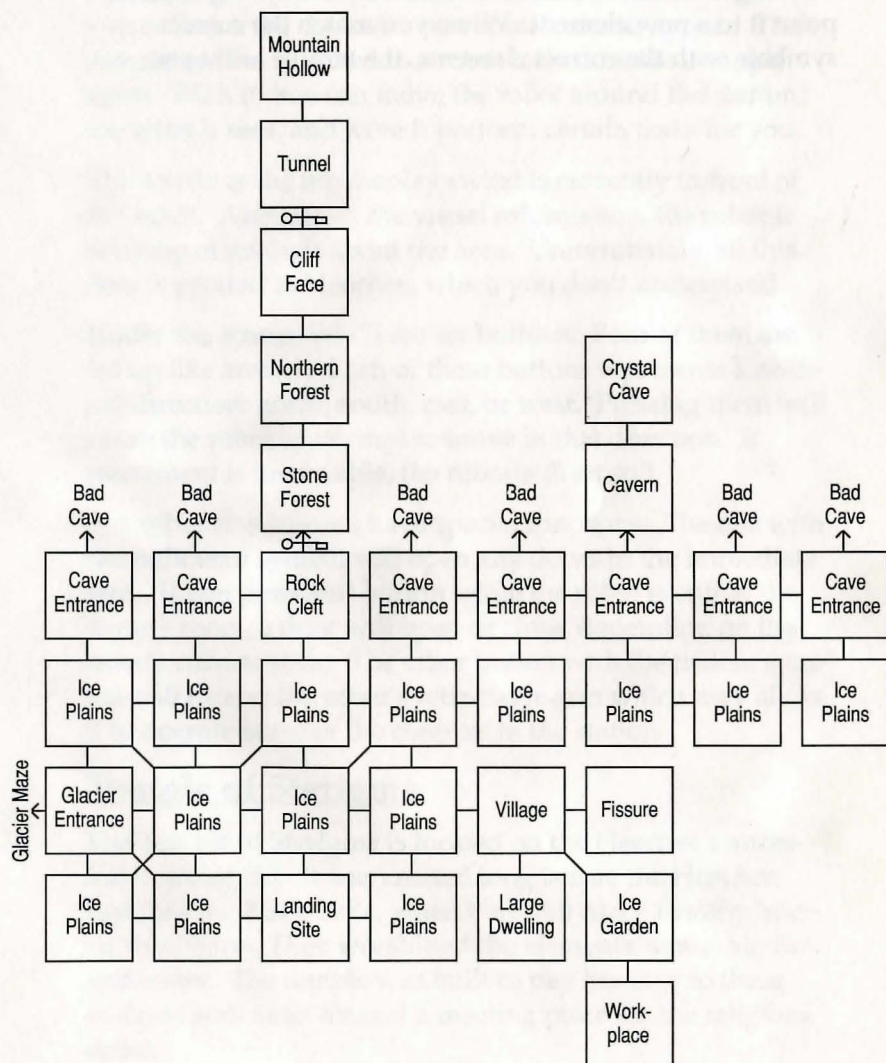 Mountain
Hollow
Tunnel
Cliff
Face
Northern
Forest
Crystal
Cave
Stone
Forest
Cavern
Bad
Cave
Bad
Cave
Bad
Cave
Bad
Cave
Bad
Cave
Bad
Cave
Cave
Entrance
Cave
Entrance
Rock
Cleft
Cave
Entrance
Cave
Entrance
Cave
Entrance
Cave
Entrance
Cave
Entrance
Ice
Plains
Ice
Plains
Ice
Plains
Ice
Plains
Ice
Plains
Ice
Plains
Ice
Plains
Ice
Plains
Glacier Maze
Glacier
Entrance
Ice
Plains
Ice
Plains
Ice
Plains
Village
Fissure
Ice
Plains
Ice
Plains
Landing
Site
Ice
Plains
Large
Dwelling
Ice
Garden
Work-
place